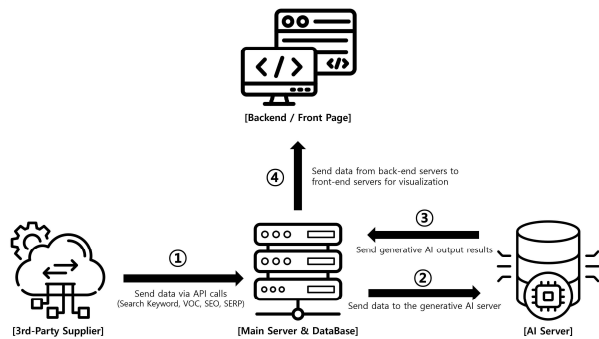 </>
</>
[Backend / Front Page]
④
Send data from back-end servers to
front-end servers for visualization
③
Send generative AI output results
①
Send data via API calls
(Search Keyword, VOC, SEO, SERP)
②
Send data to the generative AI server
[3rd-Party Supplier]
[Main Server & DataBase]
[AI Server]